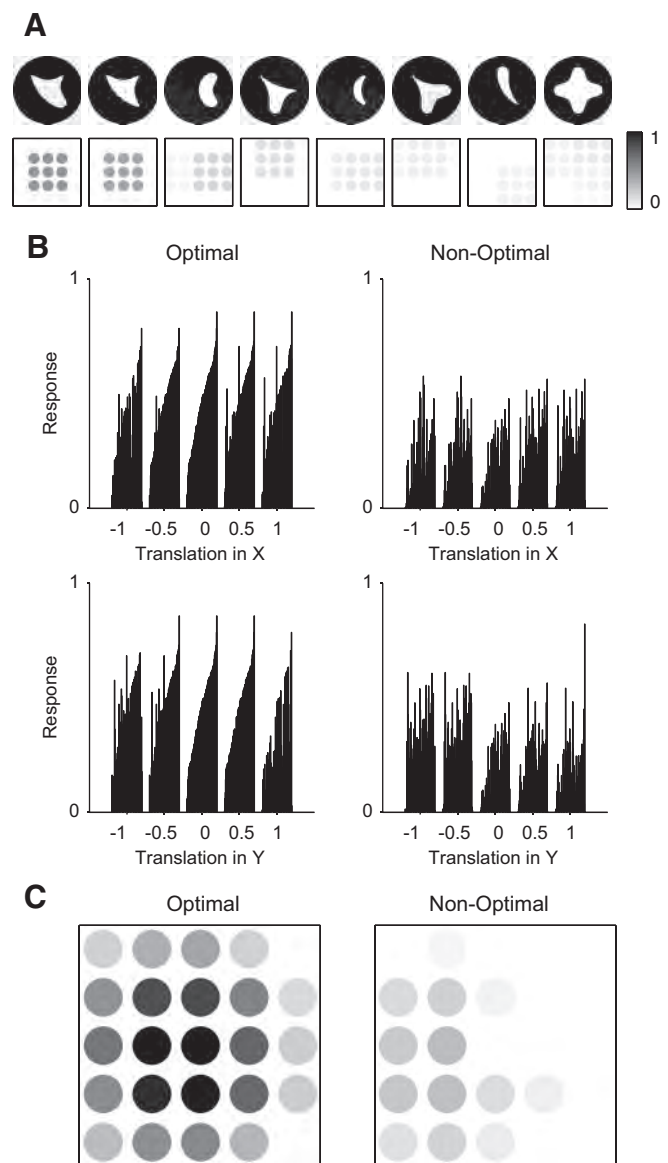 A
1
0
B
Optimal
Non-Optimal
1
1
Response
0
0
-1 -0.5 0 0.5 1
-1 -0.5 0 0.5 1
Translation in X
Translation in X
1
1
Response
0
0
-1 -0.5 0 0.5 1
-1 -0.5 0 0.5 1
Translation in Y
Translation in Y
C
Optimal
Non-Optimal